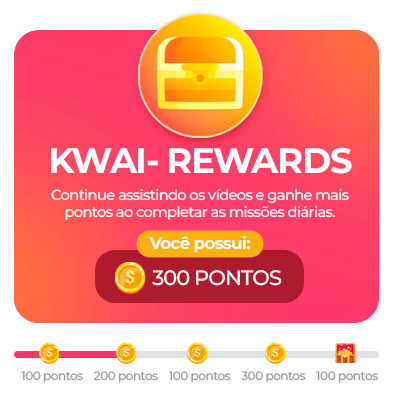 KWAI- REWARDS
Continue assistindo os vídeos e ganhe mais
pontos ao completar as missões diárias.
Você possui:
$ 300 PONTOS
$ $ $ $
100 pontos 200 pontos 100 pontos 300 pontos 100 pontos